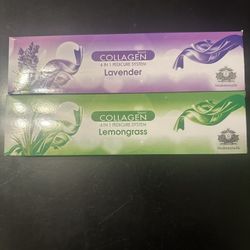 COLLAGEN
4 IN 1 PEDICURE SYSTEM
Lavender
COLLAGEN
4 IN 1 PEDICURE SYSTEM
Lemongrass